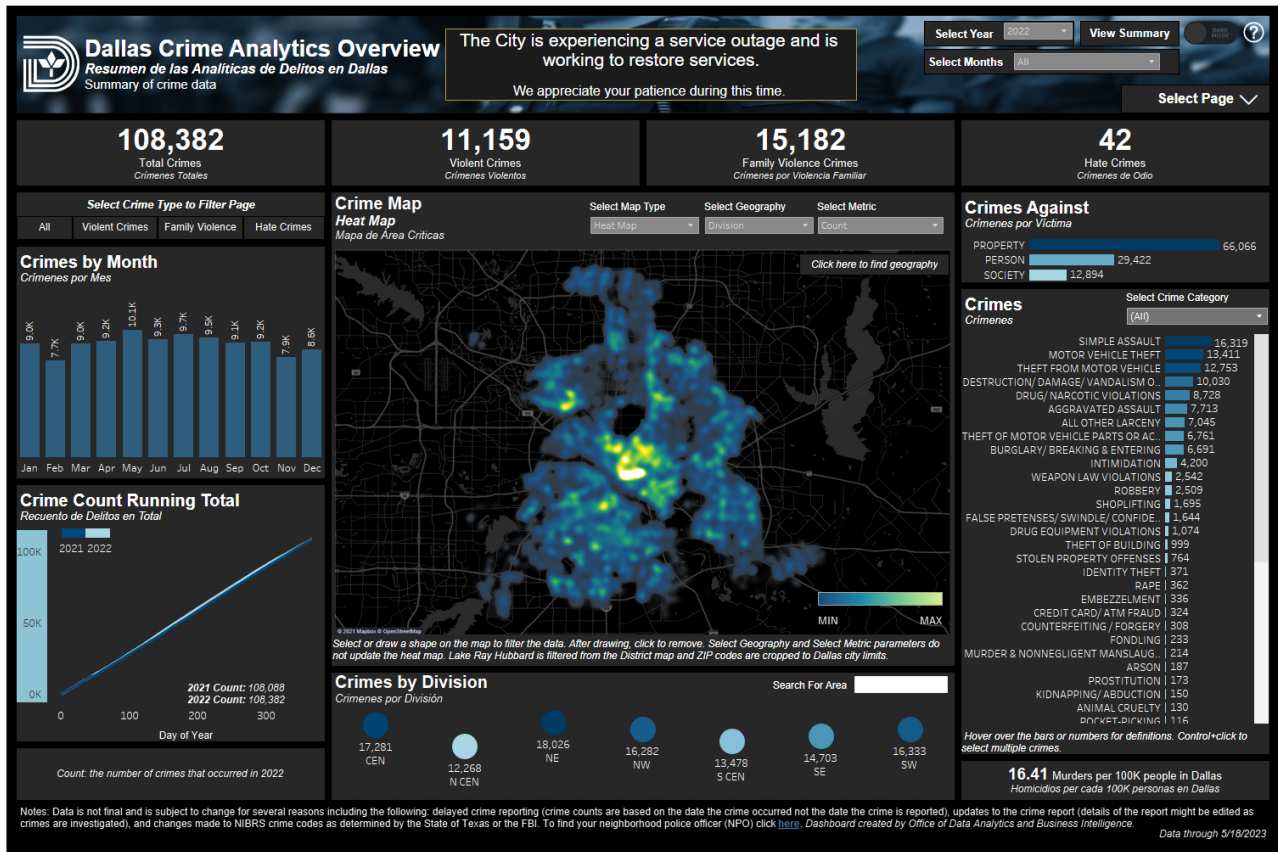 Dallas Crime Analytics Overview
Resumen de las Analíticas de Delitos en Dallas
Summary of crime data
The City is experiencing a service outage and is
working to restore services.
We appreciate your patience during this time.
Select Year 2022
View Summary
DARK MODE
?
Select Months All
Select Page
108,382
Total Crimes
Crímenes Totales
11,159
Violent Crimes
Crímenes Violentos
15,182
Family Violence Crimes
Crímenes por Violencia Familiar
42
Hate Crimes
Crímenes de Odio
Select Crime Type to Filter Page
All Violent Crimes Family Violence Hate Crimes
Crimes by Month
Crímenes por Mes
9.0K 7.7K 9.0K 9.2K 10.1K 9.3K 9.7K 9.5K 9.1K 9.2K 7.9K 8.6K
Jan Feb Mar Apr May Jun Jul Aug Sep Oct Nov Dec
Crime Count Running Total
Recuento de Delitos en Total
2021 2022
100K
50K
0K
2021 Count: 108,088
2022 Count: 108,382
0 100 200 300
Day of Year
Count: the number of crimes that occurred in 2022
Crime Map
Heat Map
Mapa de Área Criticas
Select Map Type
Heat Map
Select Geography
Division
Select Metric
Count
Click here to find geography
MIN MAX
© 2021 Mapbox © OpenStreetMap
Select or draw a shape on the map to filter the data. After drawing, click to remove. Select Geography and Select Metric parameters do
not update the heat map. Lake Ray Hubbard is filtered from the District map and ZIP codes are cropped to Dallas city limits.
Crimes by Division
Crimenes por División
Search For Area
17,281
CEN
12,268
N CEN
18,026
NE
16,282
NW
13,478
S CEN
14,703
SE
16,333
SW
Crimes Against
Crímenes por Víctima
PROPERTY 66,066
PERSON 29,422
SOCIETY 12,894
Crimes
Crímenes
Select Crime Category
(All)
SIMPLE ASSAULT 16,319
MOTOR VEHICLE THEFT 13,411
THEFT FROM MOTOR VEHICLE 12,753
DESTRUCTION/ DAMAGE/ VANDALISM O.. 10,030
DRUG/ NARCOTIC VIOLATIONS 8,728
AGGRAVATED ASSAULT 7,713
ALL OTHER LARCENY 7,045
THEFT OF MOTOR VEHICLE PARTS OR AC.. 6,761
BURGLARY/ BREAKING & ENTERING 6,691
INTIMIDATION 4,200
WEAPON LAW VIOLATIONS 2,542
ROBBERY 2,509
SHOPLIFTING 1,695
FALSE PRETENSES/ SWINDLE/ CONFIDE.. 1,644
DRUG EQUIPMENT VIOLATIONS 1,074
THEFT OF BUILDING 999
STOLEN PROPERTY OFFENSES 764
IDENTITY THEFT 371
RAPE 362
EMBEZZELMENT 336
CREDIT CARD/ ATM FRAUD 324
COUNTERFEITING / FORGERY 308
FONDLING 233
MURDER & NONNEGLIGENT MANSLAUG.. 214
ARSON 187
PROSTITUTION 173
KIDNAPPING/ ABDUCTION 150
ANIMAL CRUELTY 130
POCKET-PICKING 116
Hover over the bars or numbers for definitions. Control+click to
select multiple crimes.
16.41 Murders per 100K people in Dallas
Homicidios per cada 100K personas en Dallas
Notes: Data is not final and is subject to change for several reasons including the following: delayed crime reporting (crime counts are based on the date the crime occurred not the date the crime is reported), updates to the crime report (details of the report might be edited as
crimes are investigated), and changes made to NIBRS crime codes as determined by the State of Texas or the FBI. To find your neighborhood police officer (NPO) click here. Dashboard created by Office of Data Analytics and Business Intelligence.
Data through 5/18/2023